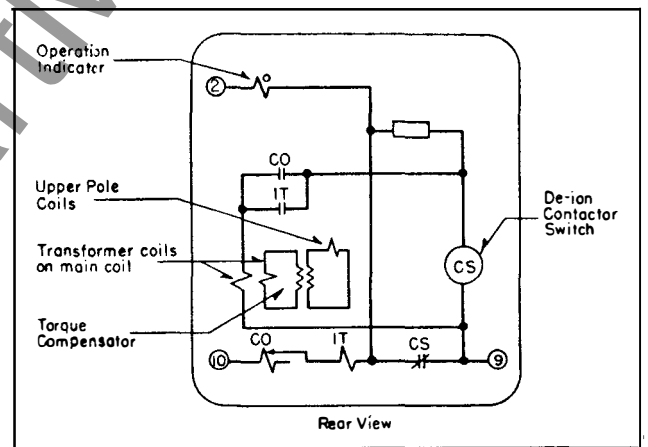 Operation
Indicator
2
CO
IT
Upper Pole
Coils
De-ion
Contactor
Switch
Transformer coils
on main coil
CS
Torque
Compensator
10
CO
IT
CS
9
Rear View